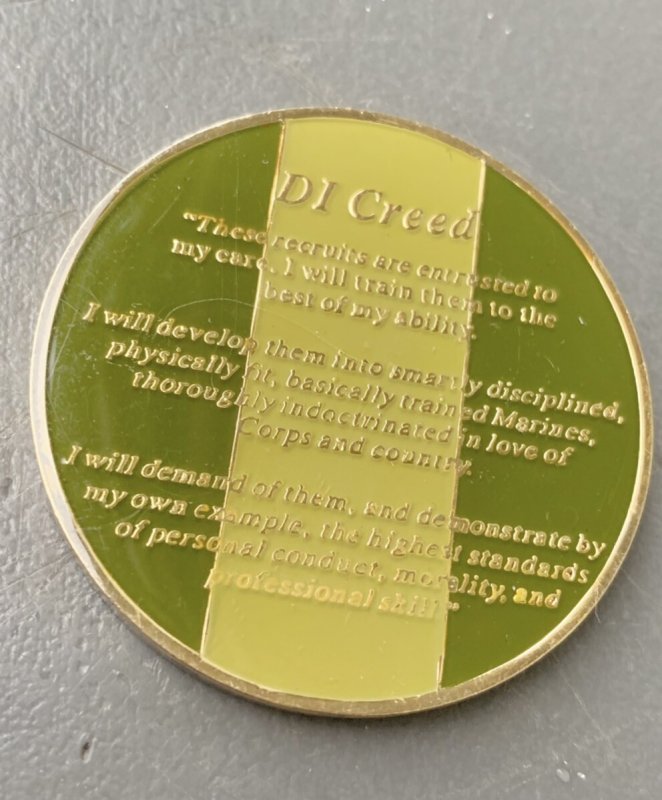 DI Creed
"These recruits are entrusted to
my care. I will train them to the
best of my ability.
I will develop them into smartly disciplined,
physically fit, basically trained Marines,
thoroughly indoctrinated in love of
Corps and country.
I will demand of them, and demonstrate by
my own example, the highest standards
of personal conduct, morality, and
professional skill."